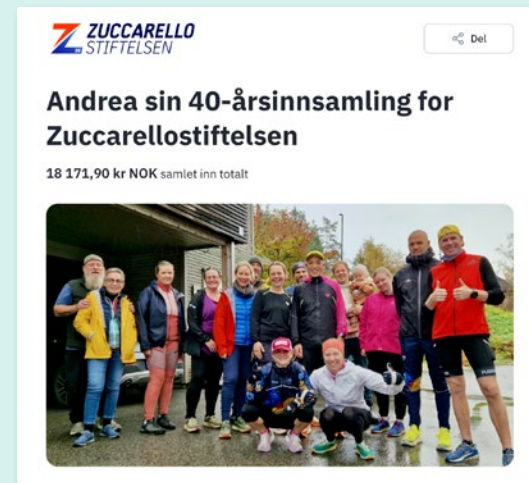 ZUCCARELLO
STIFTELSEN
Del
Andrea sin 40-årsinnsamling for
Zuccarellostiftelsen
18 171,90 kr NOK samlet inn totalt